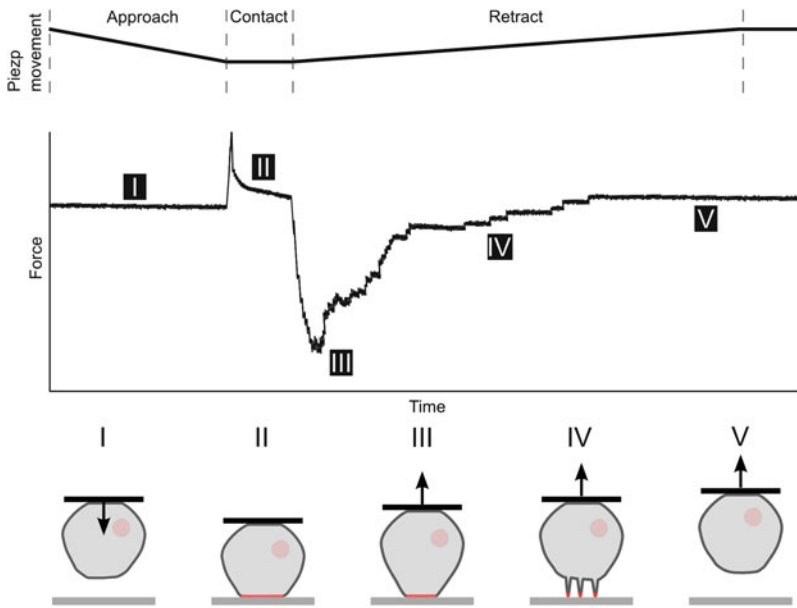 Approach Contact Retract
Piezp
movement
I
II
III
IV
V
Force
Time
I II III IV V